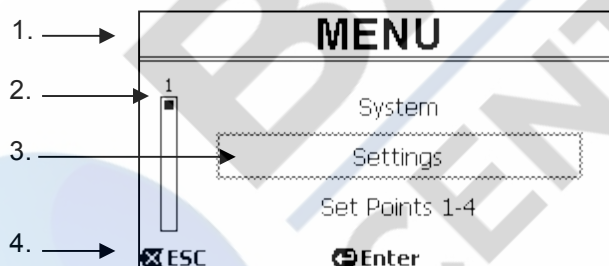 1. MENU
2. 1
System
3. Settings
Set Points 1-4
4. ESC Enter